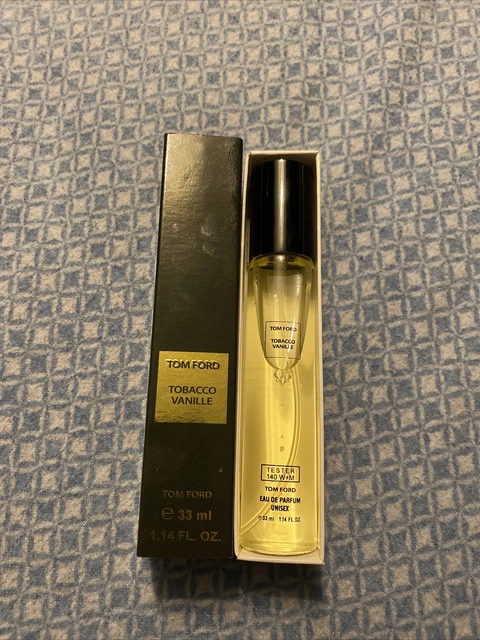 TOM FORD
TOBACCO
VANILLE
TOM FORD
℮ 33 ml
1.14 FL. OZ.
TOM FORD
TOBACCO
VANILLE
TESTER
140 W+M
TOM FORD
EAU DE PARFUM
UNISEX
℮ 33 ml 1.14 FL. OZ.